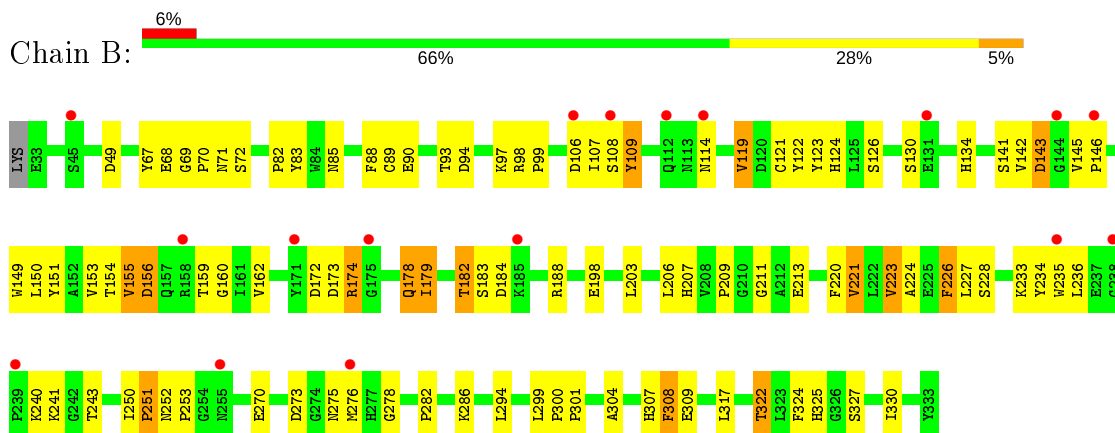 6%
Chain B:
66% 28% 5%
LYS E33 S45 D49 Y67 E68 G69 P70 N71 S72 P82 Y83 W84 N85 F88 C89 E90 T93 D94 K97 R98 P99 D106 I107 S108 Y109 Q112 N113 N114 V119 D120 C121 Y122 Y123 H124 L125 S126 S130 E131 H134 S141 V142 D143 G144 V145 P146
W149 L150 Y151 A152 V153 T154 V155 D156 Q157 R158 T159 G160 I161 V162 Y171 D172 D173 R174 G175 Q178 I179 T182 S183 D184 K185 R188 E198 L203 L206 H207 V208 P209 G210 G211 A212 E213 F220 V221 L222 V223 A224 E225 F226 L227 S228 K233 Y234 W235 L236 E237 G238
P239 K240 K241 G242 T243 I250 P251 N252 P253 G254 N255 E270 D273 G274 N275 M276 H277 G278 P282 K286 L294 L299 P300 P301 A304 H307 F308 E309 L317 T322 L323 F324 H325 G326 S327 I330 Y333